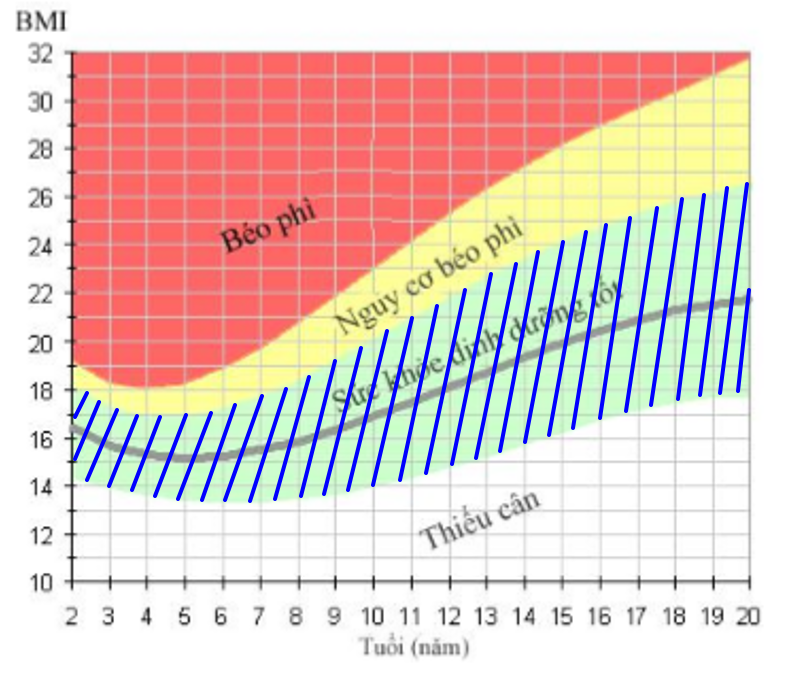 BMI
32
30
28
26
24
22
20
18
16
14
12
10
Béo phì
Nguy cơ béo phì
Sức khỏe dinh dưỡng tốt
Thiếu cân
2 3 4 5 6 7 8 9 10 11 12 13 14 15 16 17 18 19 20
Tuổi (năm)